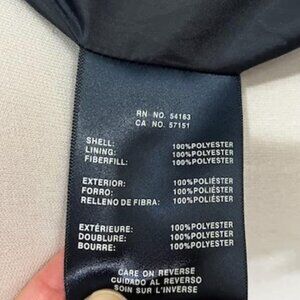 RN NO. 54163
CA NO. 57151
SHELL: 100%POLYESTER
LINING: 100%POLYESTER
FIBERFILL: 100%POLYESTER
EXTERIOR: 100%POLIÉSTER
FORRO: 100%POLIÉSTER
RELLENO DE FIBRA: 100%POLIÉSTER
EXTÉRIEURE: 100%POLYESTER
DOUBLURE: 100%POLYESTER
BOURRE: 100%POLYESTER
CARE ON REVERSE
CUIDADO AL REVERSO
SOIN SUR L'INVERSE